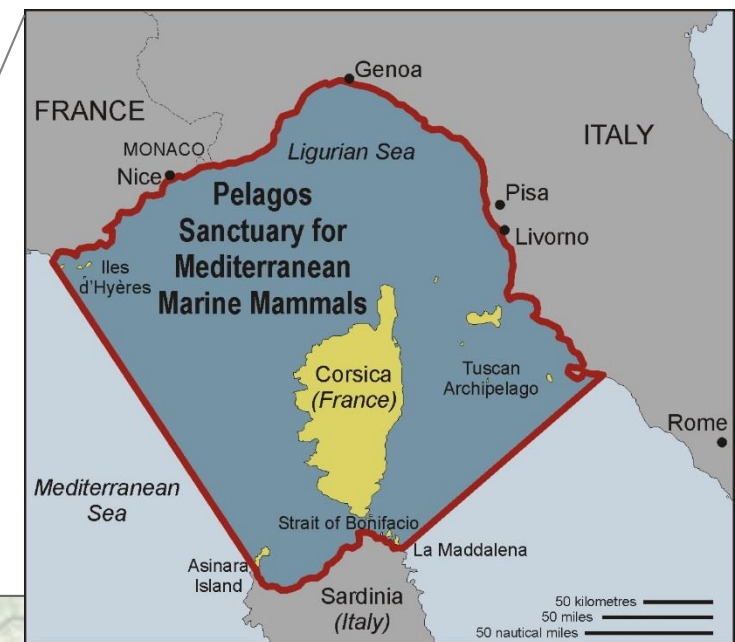 Genoa
FRANCE
ITALY
MONACO
Ligurian Sea
Nice
Pelagos
Sanctuary for
Mediterranean
Marine Mammals
Pisa
Livorno
Iles
d'Hyères
Corsica
(France)
Tuscan
Archipelago
Rome
Mediterranean
Sea
Strait of Bonifacio
La Maddalena
Asinara
Island
Sardinia
(Italy)
50 kilometres
50 miles
50 nautical miles